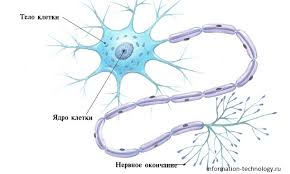 Тело клетки
Ядро клетки
Нервное окончание
information-technology.ru